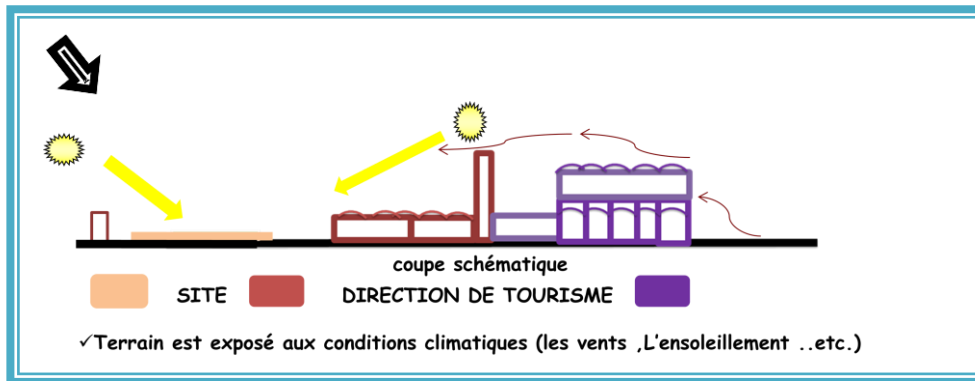 coupe schématique
SITE DIRECTION DE TOURISME
✓Terrain est exposé aux conditions climatiques (les vents ,L'ensoleillement ..etc.)